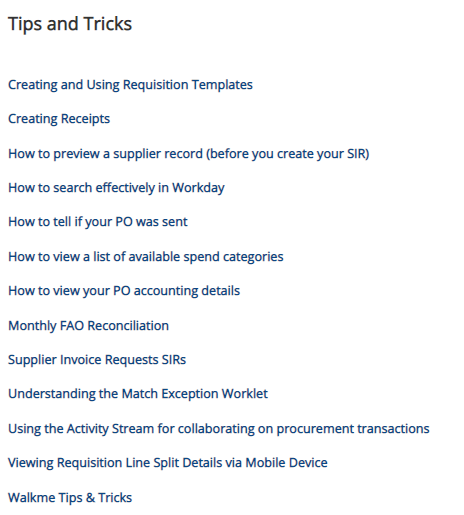 Tips and Tricks
Creating and Using Requisition Templates
Creating Receipts
How to preview a supplier record (before you create your SIR)
How to search effectively in Workday
How to tell if your PO was sent
How to view a list of available spend categories
How to view your PO accounting details
Monthly FAO Reconciliation
Supplier Invoice Requests SIRs
Understanding the Match Exception Worklet
Using the Activity Stream for collaborating on procurement transactions
Viewing Requisition Line Split Details via Mobile Device
Walkme Tips & Tricks